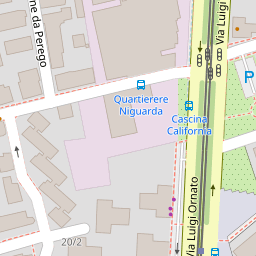 ne da Perego
Via Luigi
P
Quartierere
Niguarda
Cascina
California
Via Luigi Ornato
20/2